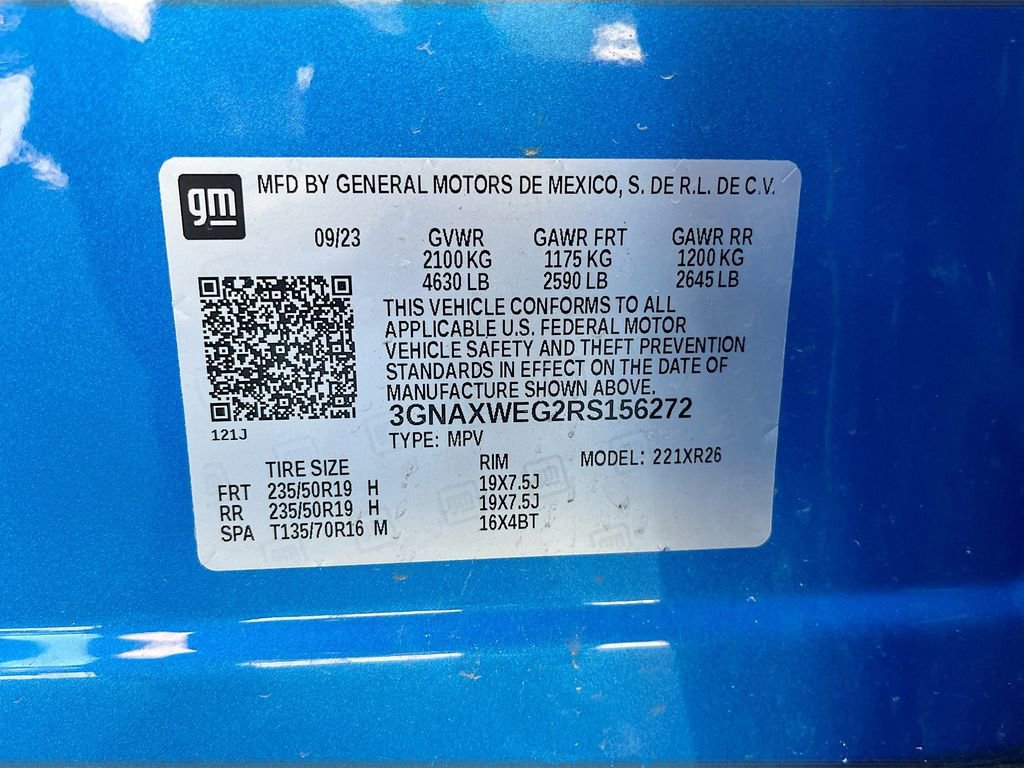 gm MFD BY GENERAL MOTORS DE MEXICO, S. DE R.L. DE C.V.
09/23 GVWR GAWR FRT GAWR RR
2100 KG 1175 KG 1200 KG
4630 LB 2590 LB 2645 LB
THIS VEHICLE CONFORMS TO ALL
APPLICABLE U.S. FEDERAL MOTOR
VEHICLE SAFETY AND THEFT PREVENTION
STANDARDS IN EFFECT ON THE DATE OF
MANUFACTURE SHOWN ABOVE.
3GNAXWEG2RS156272
121J
TYPE: MPV
TIRE SIZE RIM MODEL: 221XR26
FRT 235/50R19 H 19X7.5J
RR 235/50R19 H 19X7.5J
SPA T135/70R16 M 16X4BT